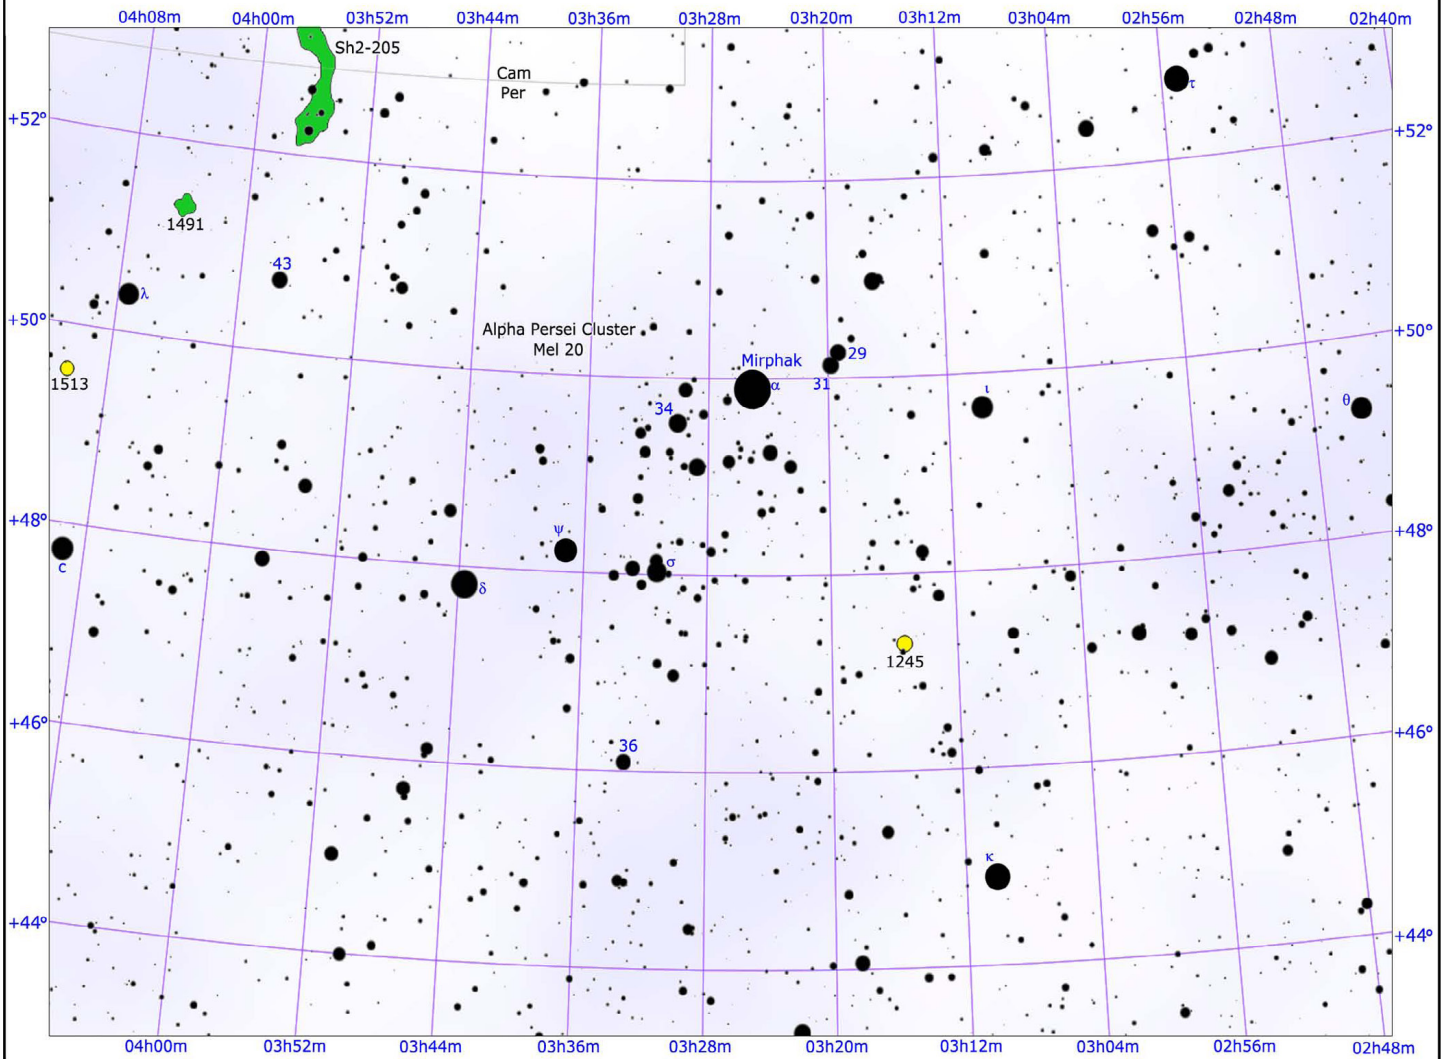 04h08m 04h00m 03h52m 03h44m 03h36m 03h28m 03h20m 03h12m 03h04m 02h56m 02h48m 02h40m
Sh2-205
Cam
Per
τ
+52° +52°
1491
43
λ
+50° +50°
Alpha Persei Cluster
Mel 20
29
Mirphak
1513 α 31 ι
34 θ
+48° +48°
ψ
c σ
δ
1245
+46° +46°
36
κ
+44° +44°
04h00m 03h52m 03h44m 03h36m 03h28m 03h20m 03h12m 03h04m 02h56m 02h48m